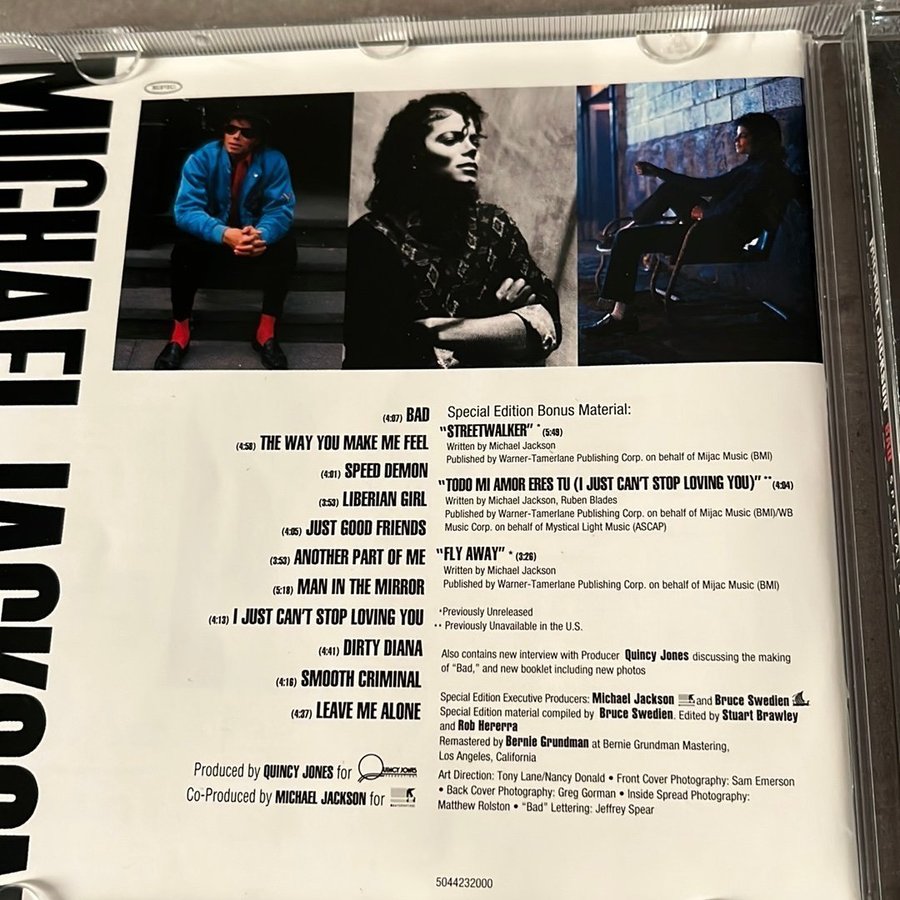 MICHAEL JACKSON
EPIC
(4:07) BAD
(4:58) THE WAY YOU MAKE ME FEEL
(4:01) SPEED DEMON
(3:53) LIBERIAN GIRL
(4:05) JUST GOOD FRIENDS
(3:53) ANOTHER PART OF ME
(5:18) MAN IN THE MIRROR
(4:13) I JUST CAN'T STOP LOVING YOU
(4:41) DIRTY DIANA
(4:16) SMOOTH CRIMINAL
(4:37) LEAVE ME ALONE
Produced by QUINCY JONES for QUINCY JONES
Co-Produced by MICHAEL JACKSON for
Special Edition Bonus Material:
"STREETWALKER" * (5:49)
Written by Michael Jackson
Published by Warner-Tamerlane Publishing Corp. on behalf of Mijac Music (BMI)
"TODO MI AMOR ERES TU (I JUST CAN'T STOP LOVING YOU)" ** (4:04)
Written by Michael Jackson, Ruben Blades
Published by Warner-Tamerlane Publishing Corp. on behalf of Mijac Music (BMI)/WB
Music Corp. on behalf of Mystical Light Music (ASCAP)
"FLY AWAY" * (3:26)
Written by Michael Jackson
Published by Warner-Tamerlane Publishing Corp. on behalf of Mijac Music (BMI)
*Previously Unreleased
** Previously Unavailable in the U.S.
Also contains new interview with Producer Quincy Jones discussing the making
of "Bad," and new booklet including new photos
Special Edition Executive Producers: Michael Jackson and Bruce Swedien
Special Edition material compiled by Bruce Swedien. Edited by Stuart Brawley
and Rob Hererra
Remastered by Bernie Grundman at Bernie Grundman Mastering,
Los Angeles, California
Art Direction: Tony Lane/Nancy Donald • Front Cover Photography: Sam Emerson
• Back Cover Photography: Greg Gorman • Inside Spread Photography:
Matthew Rolston • "Bad" Lettering: Jeffrey Spear
5044232000
MICHAEL JACKSON BAD SPECIAL E